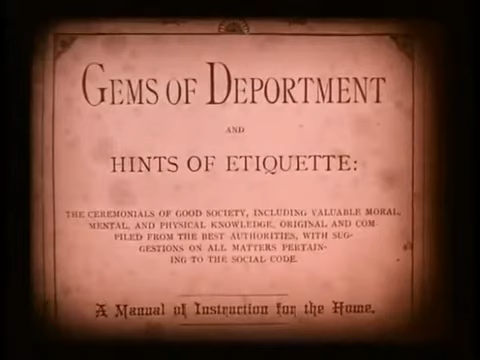 GEMS OF DEPORTMENT
AND
HINTS OF ETIQUETTE:
THE CEREMONIALS OF GOOD SOCIETY, INCLUDING VALUABLE MORAL,
MENTAL, AND PHYSICAL KNOWLEDGE, ORIGINAL AND COM-
PILED FROM THE BEST AUTHORITIES, WITH SUG-
GESTIONS ON ALL MATTERS PERTAIN-
ING TO THE SOCIAL CODE.
A Manual of Instruction for the Home.